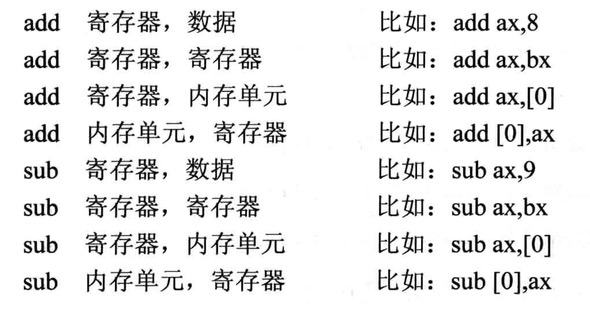 add 寄存器，数据 比如：add ax,8
add 寄存器，寄存器 比如：add ax,bx
add 寄存器，内存单元 比如：add ax,[0]
add 内存单元，寄存器 比如：add [0],ax
sub 寄存器，数据 比如：sub ax,9
sub 寄存器，寄存器 比如：sub ax,bx
sub 寄存器，内存单元 比如：sub ax,[0]
sub 内存单元，寄存器 比如：sub [0],ax